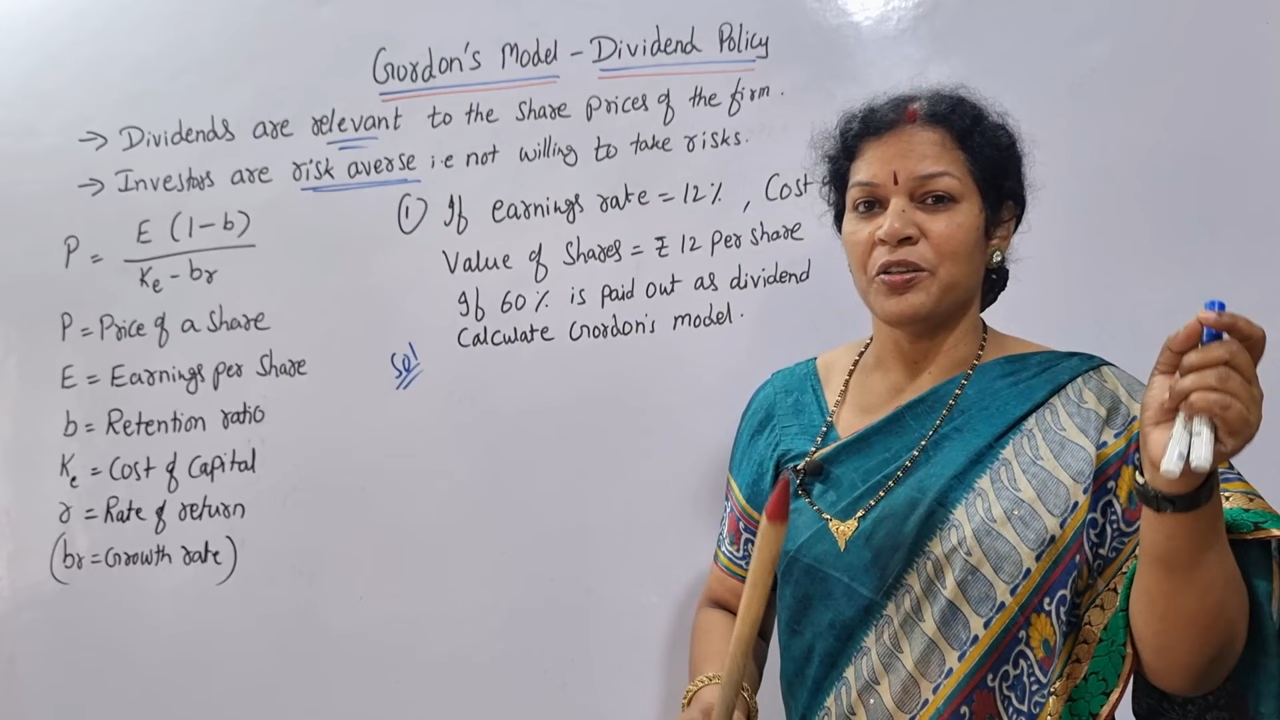 Gordon's Model - Dividend Policy
→ Dividends are relevant to the share prices of the firm.
→ Investors are risk averse i.e not willing to take risks.
P = E (1-b)
Ke - br
P = Price of a share
E = Earnings per share
b = Retention ratio
Ke = Cost of Capital
r = Rate of return
(br = Growth rate)
① If earnings rate = 12%, Cost
Value of shares = ₹ 12 per share
If 60% is paid out as dividend
Calculate Gordon's model.
Sol